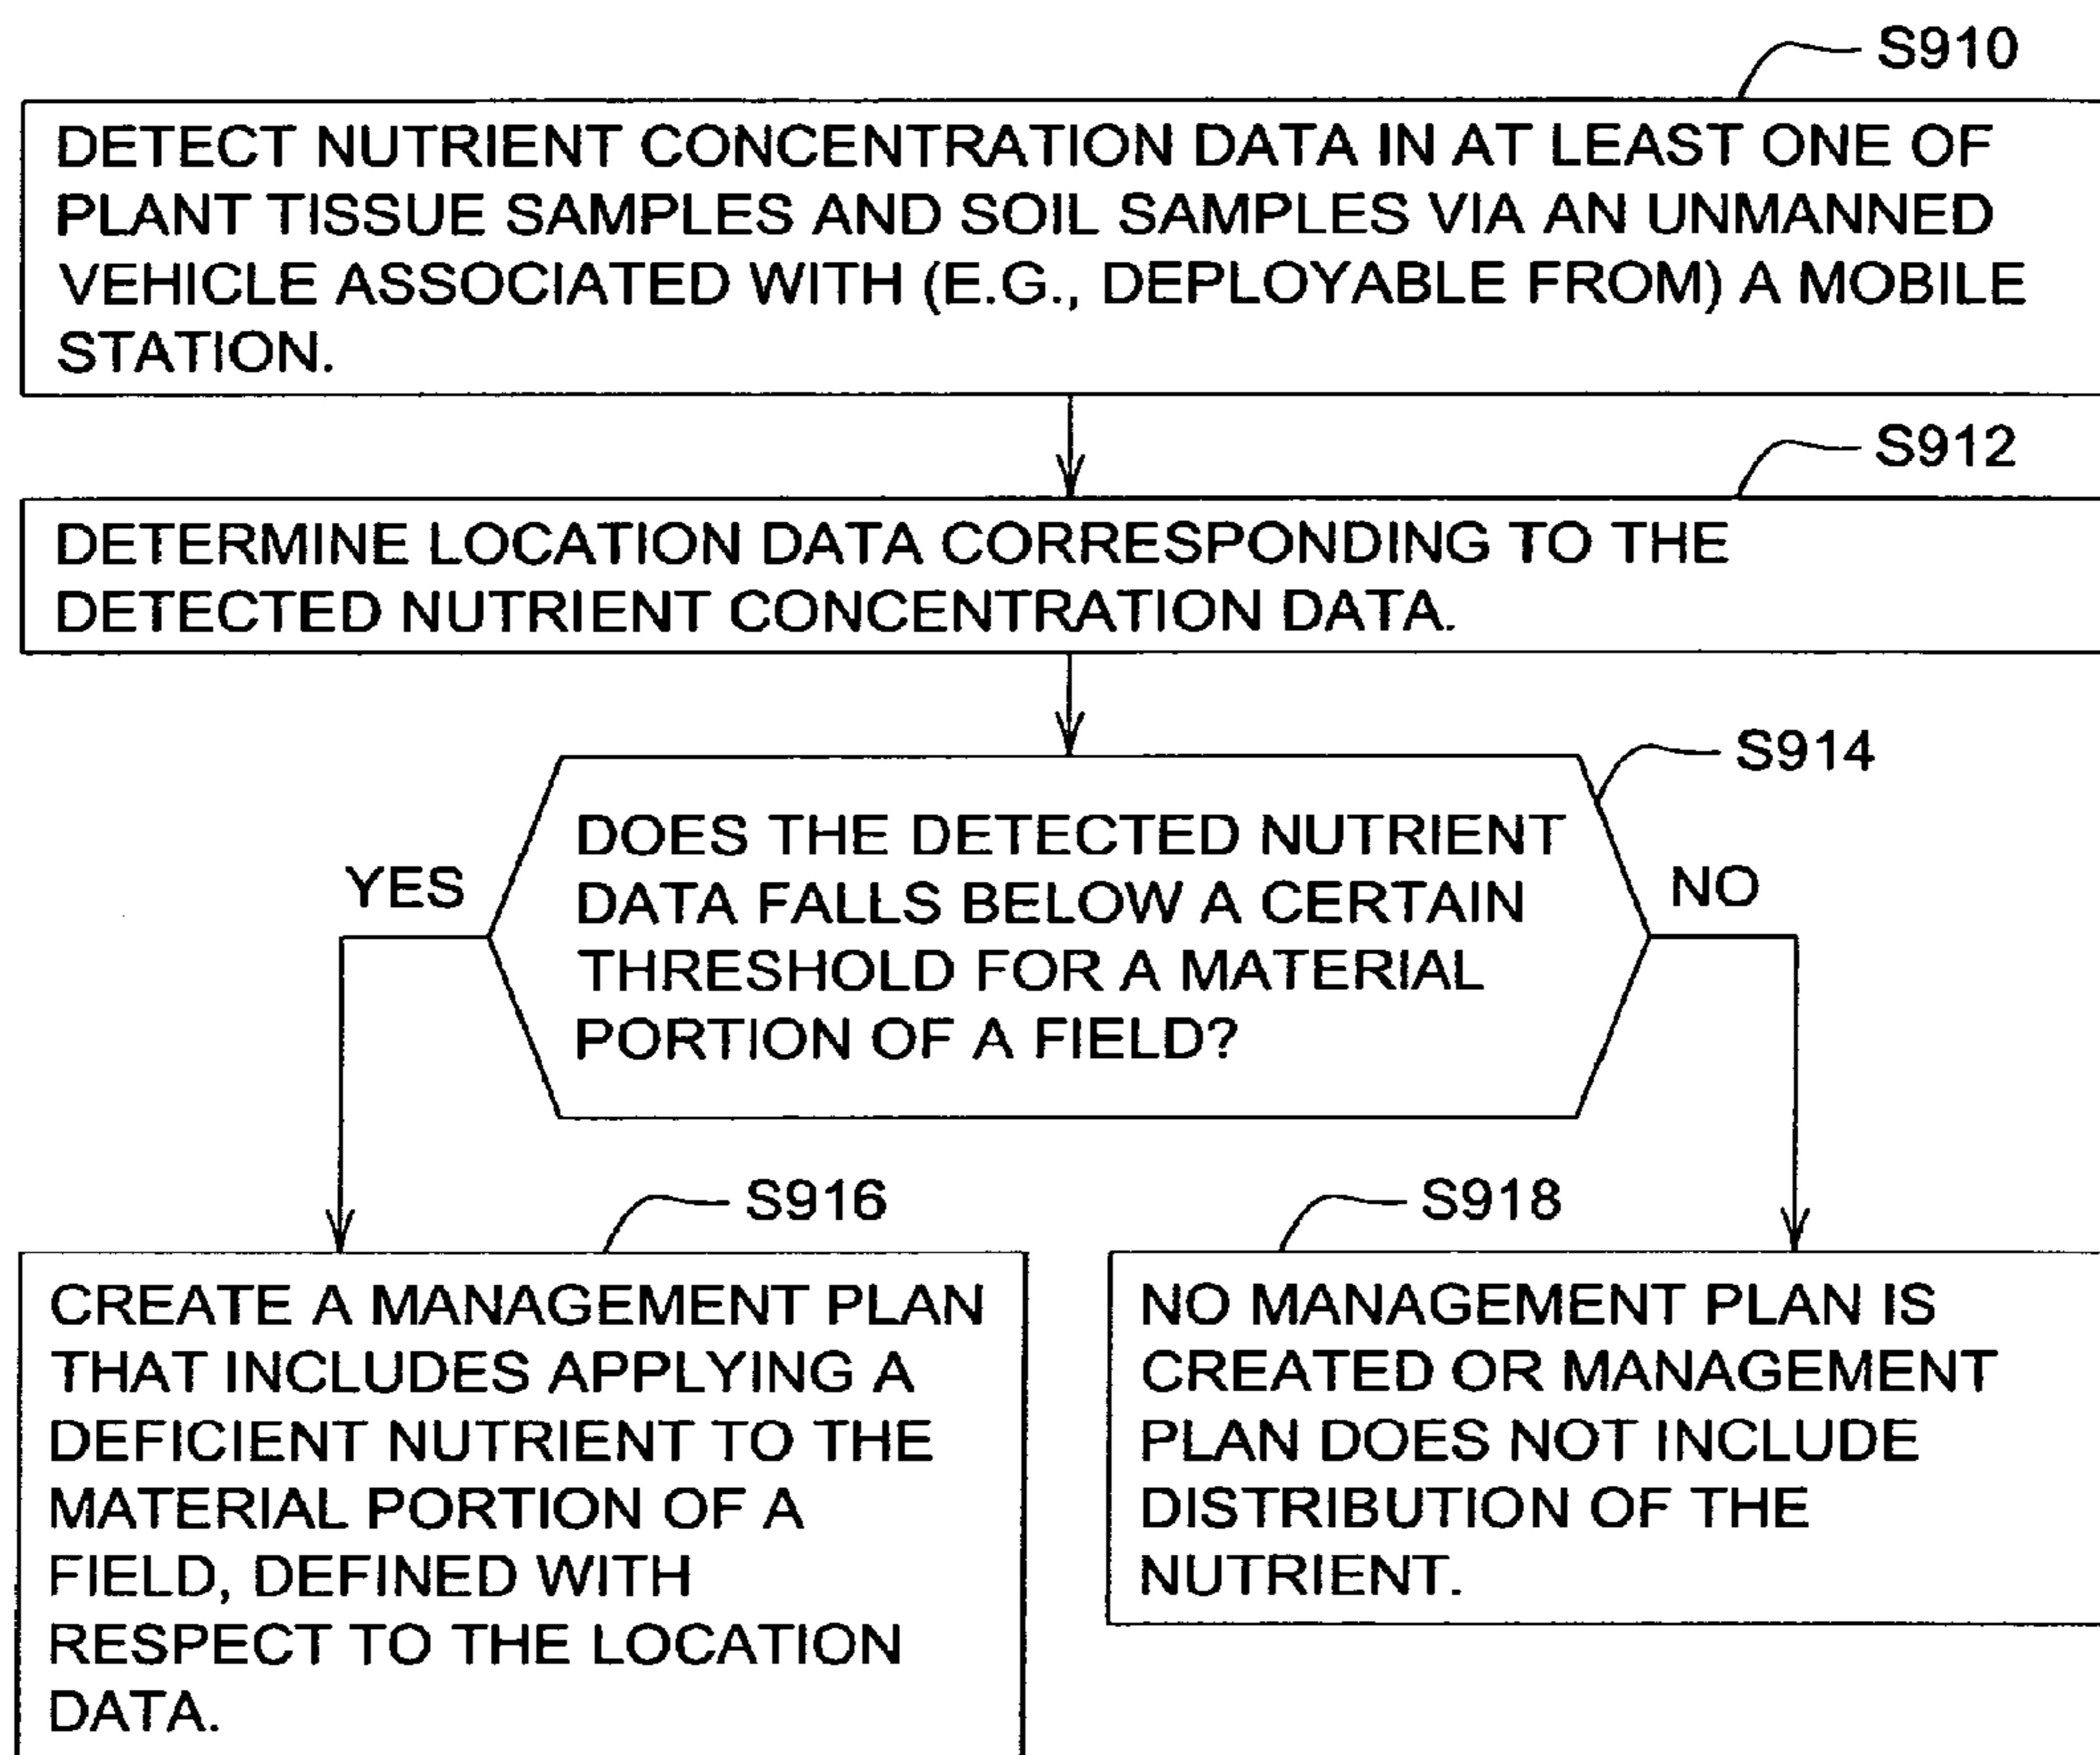 S910
DETECT NUTRIENT CONCENTRATION DATA IN AT LEAST ONE OF
PLANT TISSUE SAMPLES AND SOIL SAMPLES VIA AN UNMANNED
VEHICLE ASSOCIATED WITH (E.G., DEPLOYABLE FROM) A MOBILE
STATION.
S912
DETERMINE LOCATION DATA CORRESPONDING TO THE
DETECTED NUTRIENT CONCENTRATION DATA.
S914
DOES THE DETECTED NUTRIENT
DATA FALLS BELOW A CERTAIN
THRESHOLD FOR A MATERIAL
PORTION OF A FIELD?
YES
NO
S916
CREATE A MANAGEMENT PLAN
THAT INCLUDES APPLYING A
DEFICIENT NUTRIENT TO THE
MATERIAL PORTION OF A
FIELD, DEFINED WITH
RESPECT TO THE LOCATION
DATA.
S918
NO MANAGEMENT PLAN IS
CREATED OR MANAGEMENT
PLAN DOES NOT INCLUDE
DISTRIBUTION OF THE
NUTRIENT.